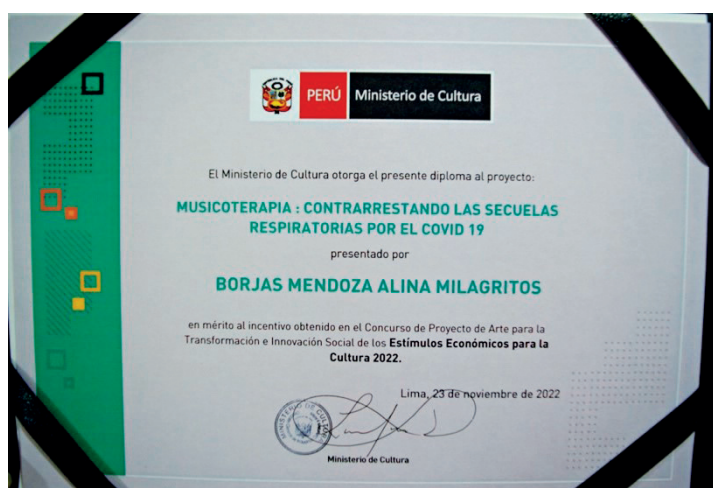 PERÚ Ministerio de Cultura
El Ministerio de Cultura otorga el presente diploma al proyecto:
MUSICOTERAPIA : CONTRARRESTANDO LAS SECUELAS
RESPIRATORIAS POR EL COVID 19
presentado por
BORJAS MENDOZA ALINA MILAGRITOS
en mérito al incentivo obtenido en el Concurso de Proyecto de Arte para la
Transformación e Innovación Social de los Estímulos Económicos para la
Cultura 2022.
Lima, 23 de noviembre de 2022
MINISTERIO DE CULTURA
Ministerio de Cultura